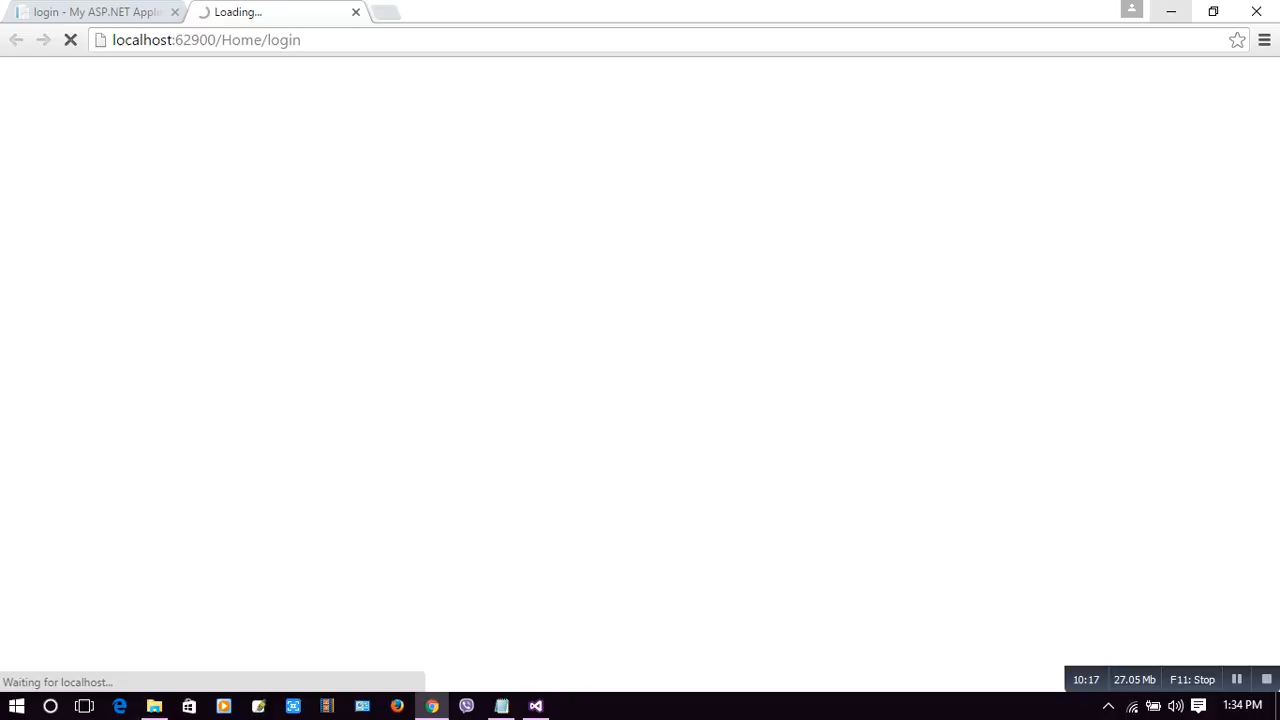 login - My ASP.NET Applic
Loading...
localhost:62900/Home/login
Waiting for localhost...
10:17 27.05 Mb F11: Stop
1:34 PM